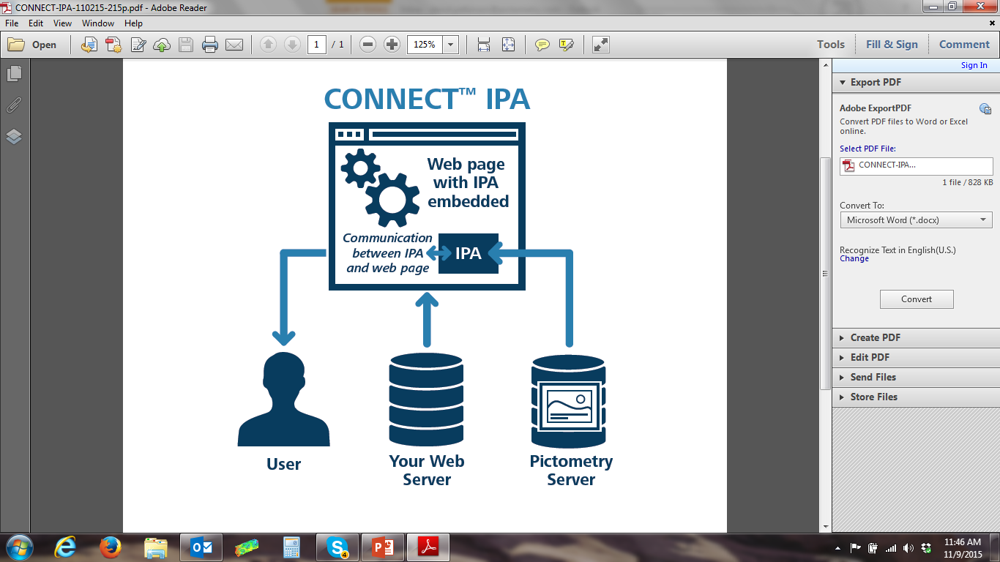 CONNECT-IPA-110215-215p.pdf - Adobe Reader
File Edit View Window Help
Open 1 / 1 125% Tools Fill & Sign Comment
Sign In
Export PDF
Adobe ExportPDF
Convert PDF files to Word or Excel
online.
Select PDF File:
CONNECT-IPA...
1 file / 828 KB
Convert To:
Microsoft Word (*.docx)
Recognize Text in English(U.S.)
Change
Convert
Create PDF
Edit PDF
Send Files
Store Files
CONNECT™ IPA
Web page
with IPA
embedded
Communication
between IPA
and web page
IPA
User
Your Web
Server
Pictometry
Server
4
11:46 AM
11/9/2015